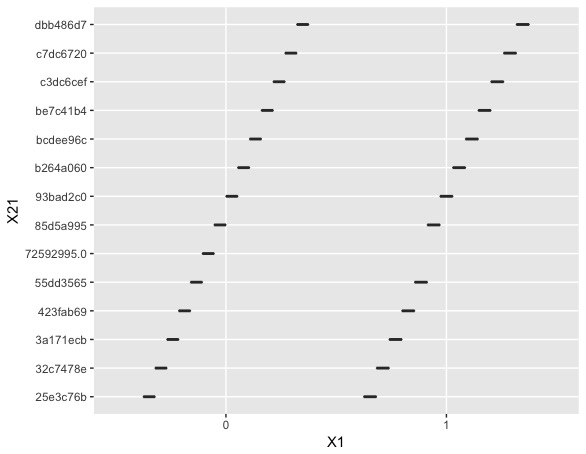 dbb486d7
c7dc6720
c3dc6cef
be7c41b4
bcdee96c
b264a060
93bad2c0
85d5a995
72592995.0
55dd3565
423fab69
3a171ecb
32c7478e
25e3c76b
X21
0 1
X1